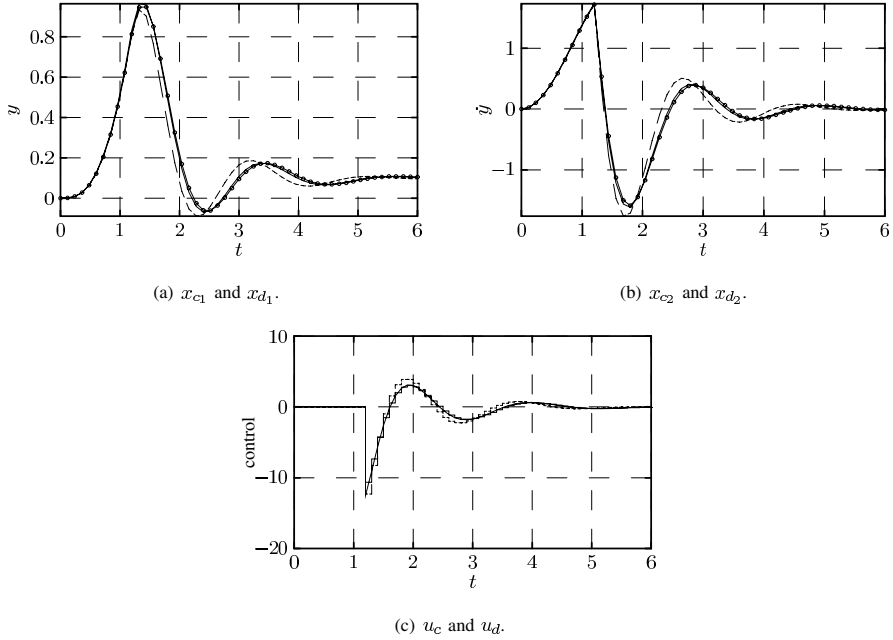 0.8
0.6
y
0.4
0.2
0
0 1 2 3 4 5 6
t
(a) x_{c_1} and x_{d_1}.
1
ẏ
0
−1
0 1 2 3 4 5 6
t
(b) x_{c_2} and x_{d_2}.
10
0
control
−10
−20
0 1 2 3 4 5 6
t
(c) u_c and u_d.